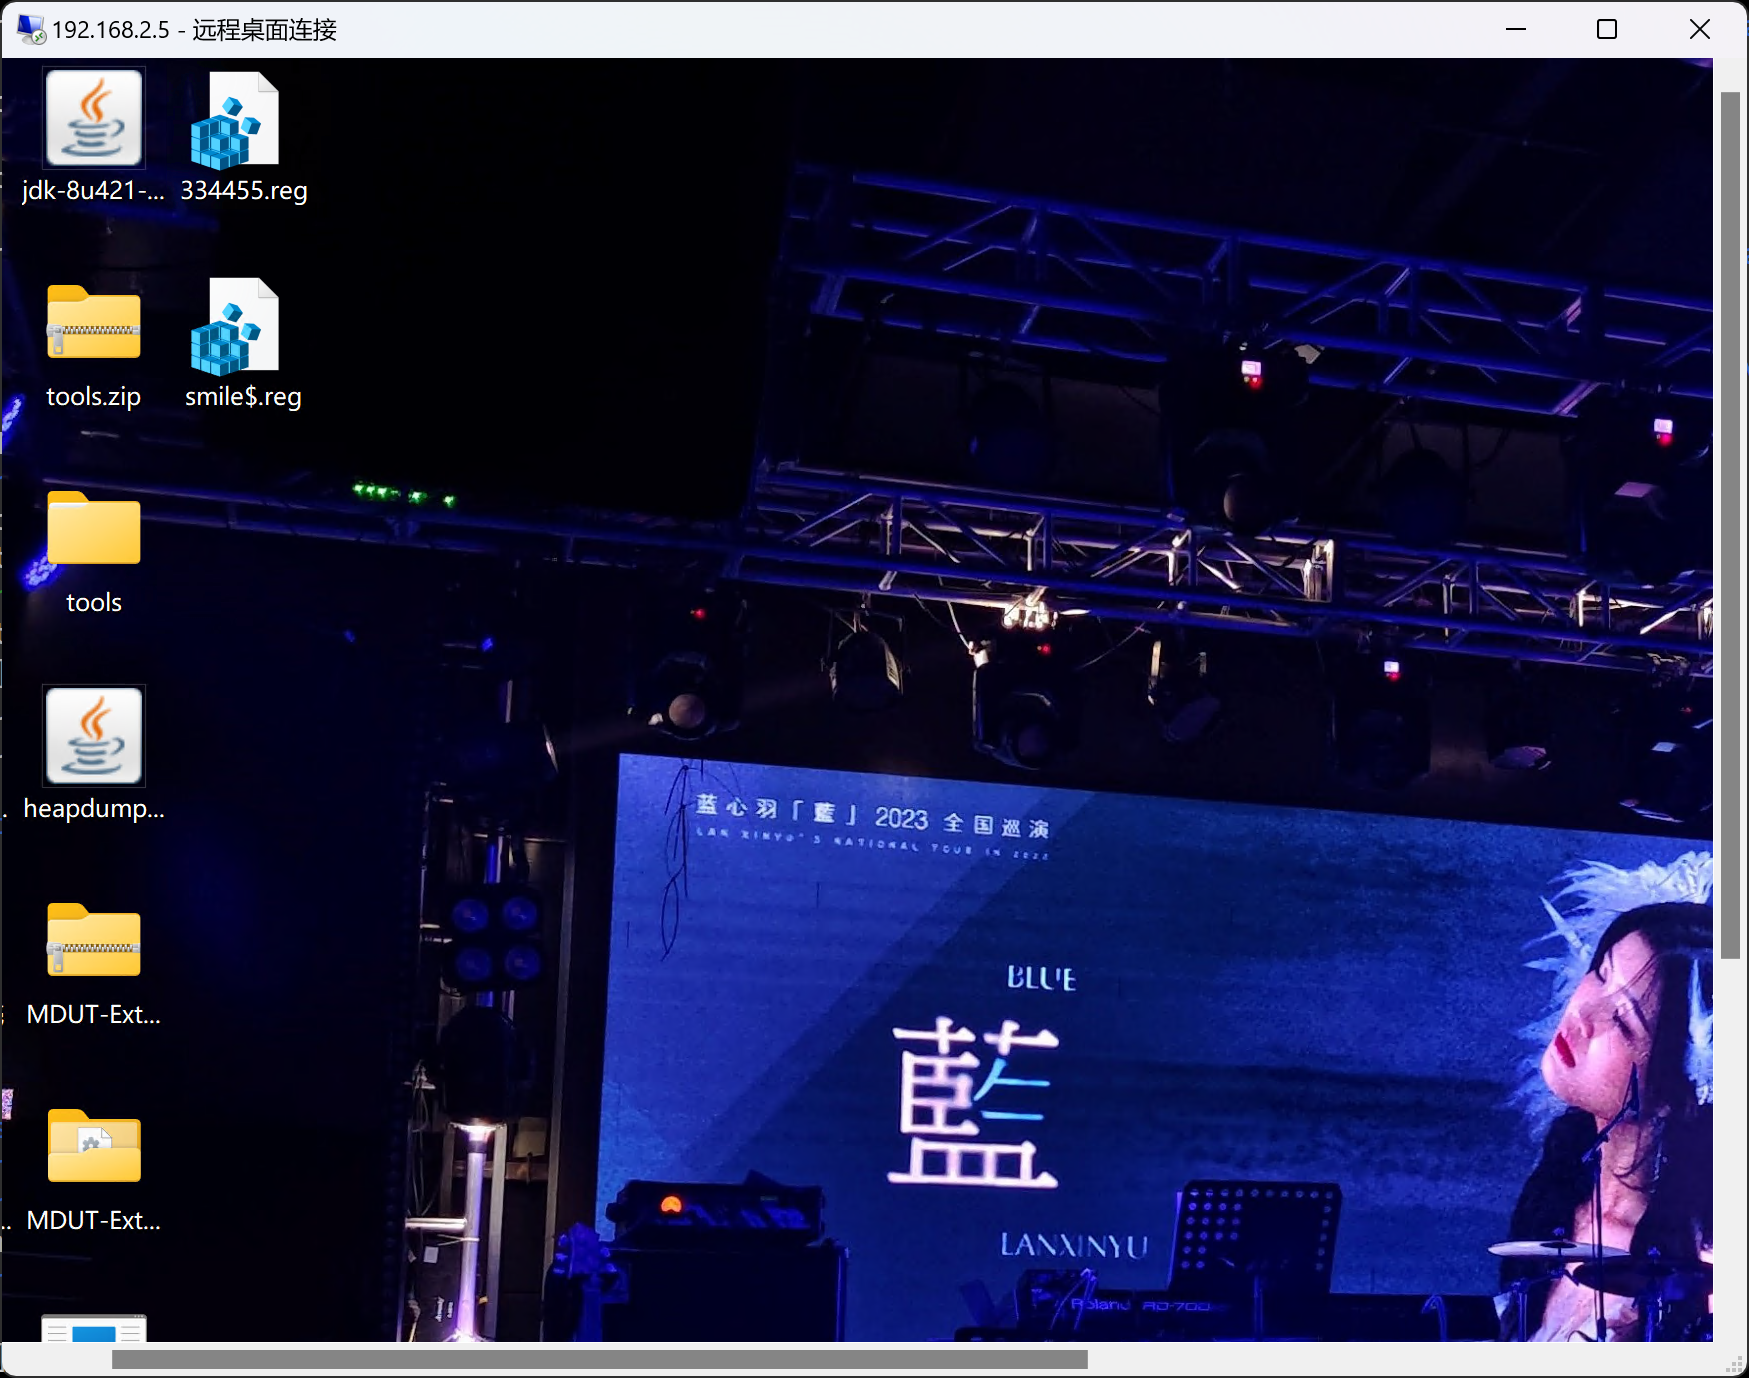 192.168.2.5 - 远程桌面连接
jdk-8u421-...
334455.reg
tools.zip
smile$.reg
tools
heapdump...
MDUT-Ext...
MDUT-Ext...
蓝心羽「藍」2023 全国巡演
LAN XINYU'S NATIONAL TOUR IN
BLUE
藍
LANXINYU
Roland RD-700